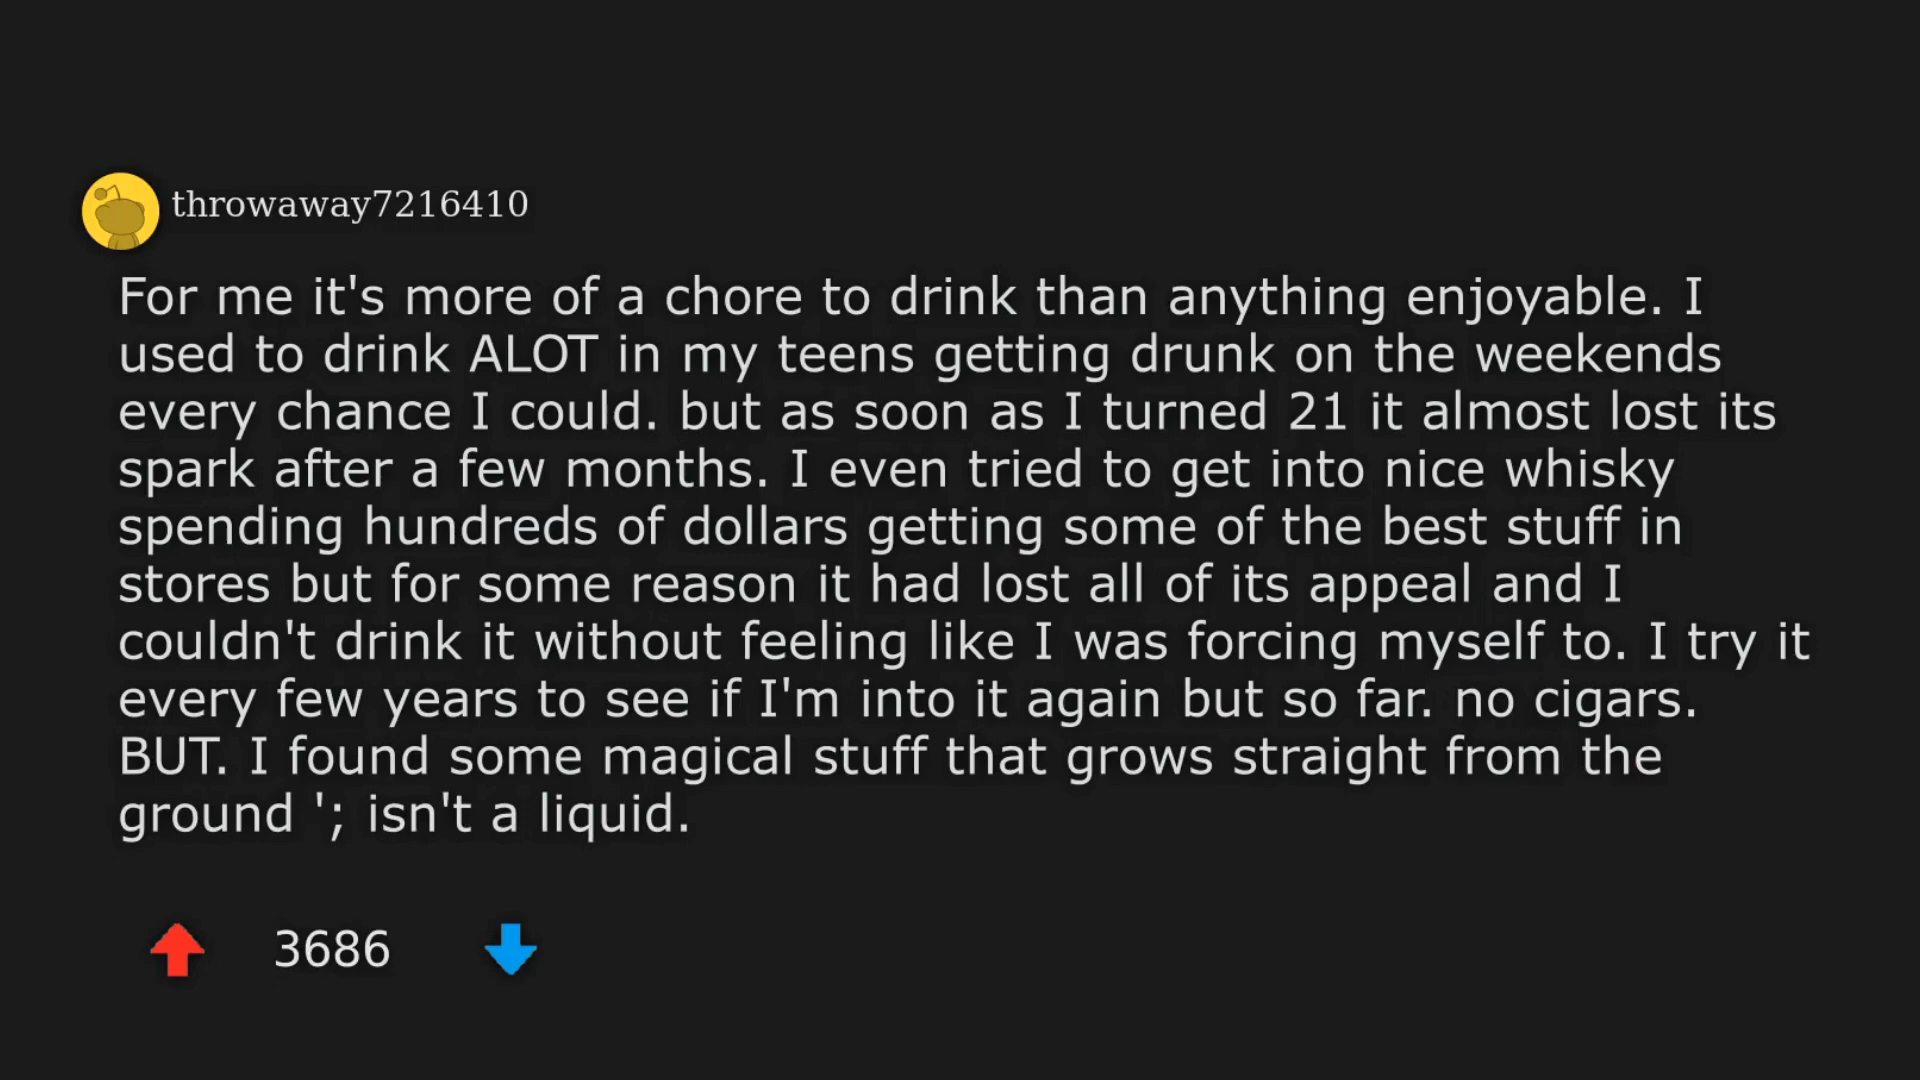 throwaway7216410
For me it's more of a chore to drink than anything enjoyable. I
used to drink ALOT in my teens getting drunk on the weekends
every chance I could. but as soon as I turned 21 it almost lost its
spark after a few months. I even tried to get into nice whisky
spending hundreds of dollars getting some of the best stuff in
stores but for some reason it had lost all of its appeal and I
couldn't drink it without feeling like I was forcing myself to. I try it
every few years to see if I'm into it again but so far. no cigars.
BUT. I found some magical stuff that grows straight from the
ground '; isn't a liquid.
3686